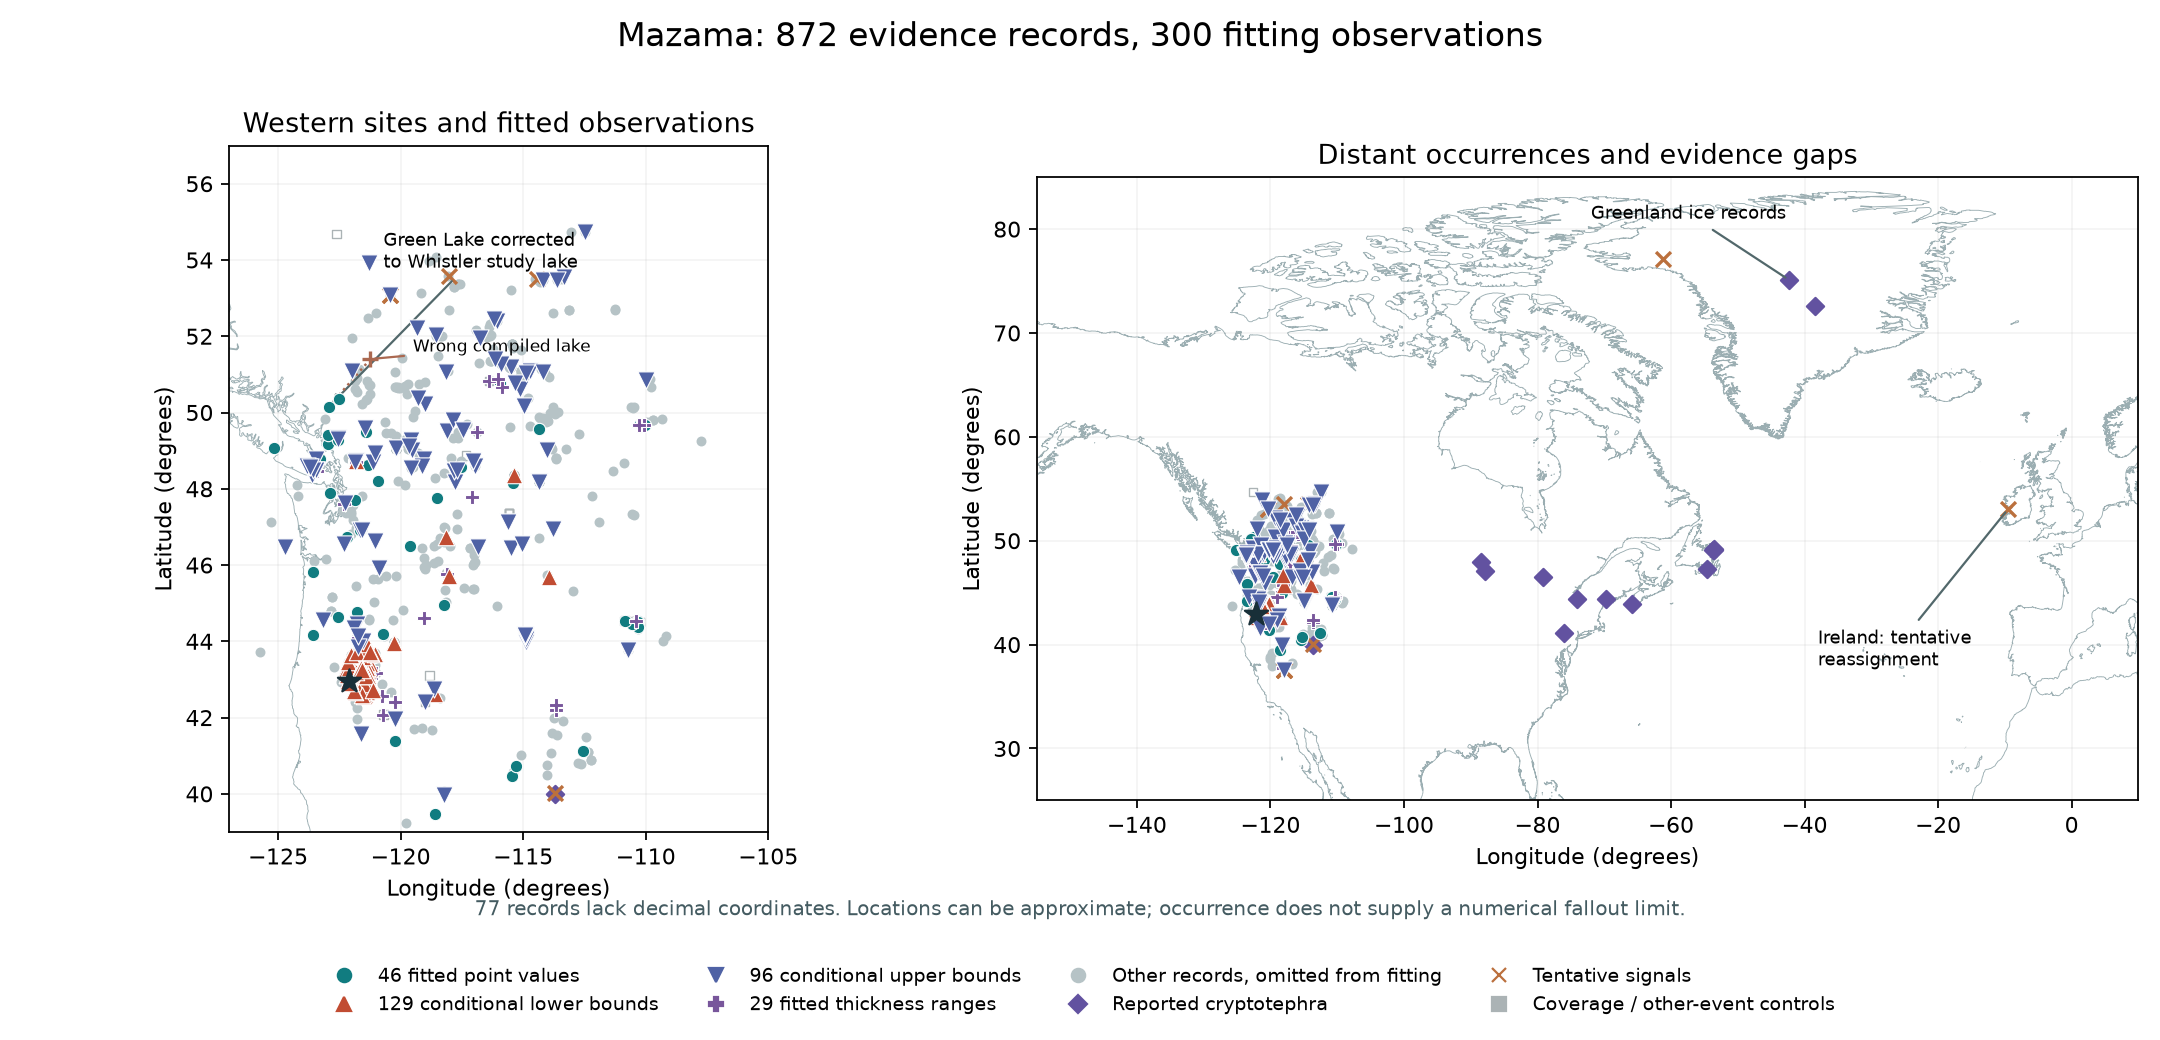 Mazama: 872 evidence records, 300 fitting observations
Western sites and fitted observations
Distant occurrences and evidence gaps
56
54
52
50
48
46
44
42
40
Latitude (degrees)
Green Lake corrected
to Whistler study lake
Wrong compiled lake
−125
−120
−115
−110
−105
Longitude (degrees)
80
70
60
50
40
30
Latitude (degrees)
Greenland ice records
Ireland: tentative
reassignment
−140
−120
−100
−80
−60
−40
−20
0
Longitude (degrees)
77 records lack decimal coordinates. Locations can be approximate; occurrence does not supply a numerical fallout limit.
46 fitted point values
129 conditional lower bounds
96 conditional upper bounds
29 fitted thickness ranges
Other records, omitted from fitting
Reported cryptotephra
Tentative signals
Coverage / other-event controls